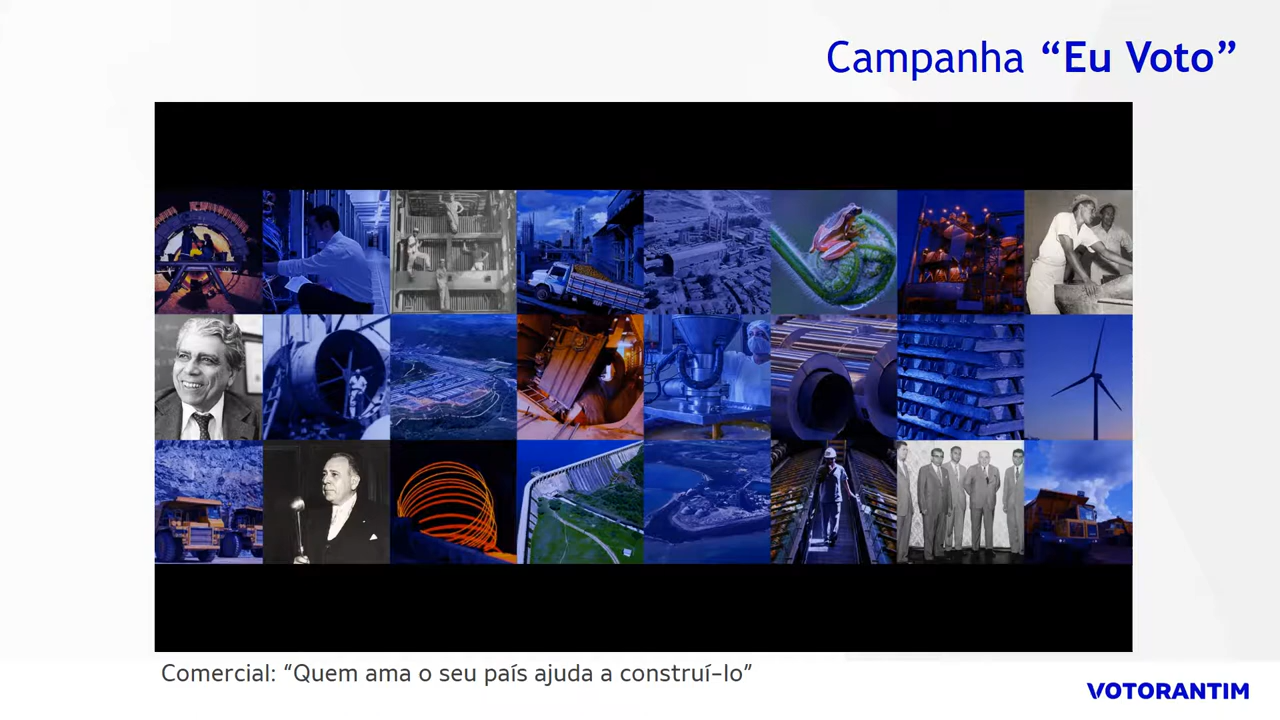 Campanha “Eu Voto”
Comercial: “Quem ama o seu país ajuda a construí-lo”
VOTORANTIM